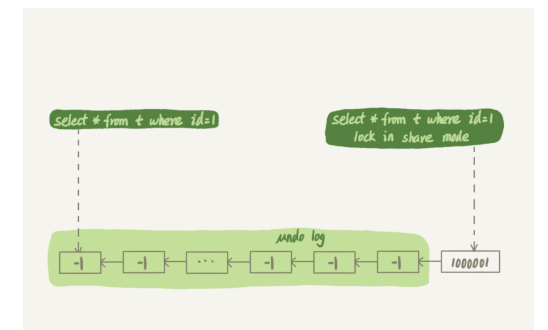 select * from t where id=1
select * from t where id=1
lock in share mode
undo log
-1
-1
...
-1
-1
-1
1000001